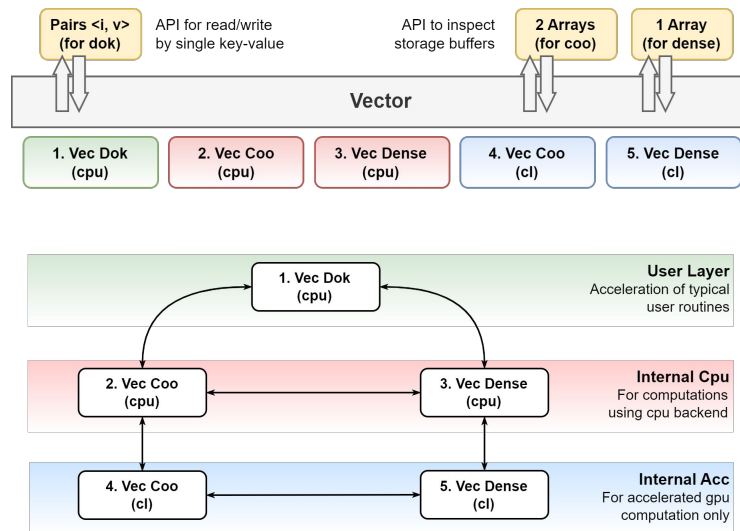 Pairs <i, v>
(for dok)
API for read/write
by single key-value
API to inspect
storage buffers
2 Arrays
(for coo)
1 Array
(for dense)
Vector
1. Vec Dok
(cpu)
2. Vec Coo
(cpu)
3. Vec Dense
(cpu)
4. Vec Coo
(cl)
5. Vec Dense
(cl)
User Layer
Acceleration of typical
user routines
1. Vec Dok
(cpu)
Internal Cpu
For computations
using cpu backend
2. Vec Coo
(cpu)
3. Vec Dense
(cpu)
Internal Acc
For accelerated gpu
computation only
4. Vec Coo
(cl)
5. Vec Dense
(cl)